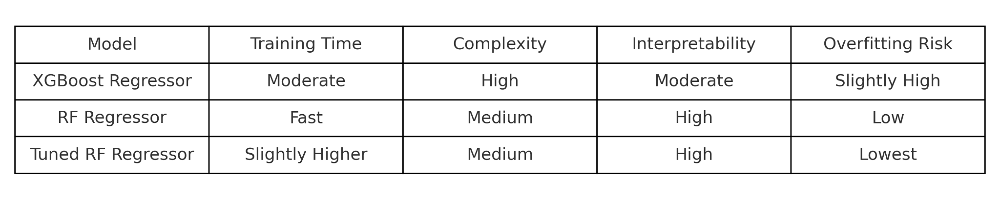 Model Training Time Complexity Interpretability Overfitting Risk
XGBoost Regressor Moderate High Moderate Slightly High
RF Regressor Fast Medium High Low
Tuned RF Regressor Slightly Higher Medium High Lowest